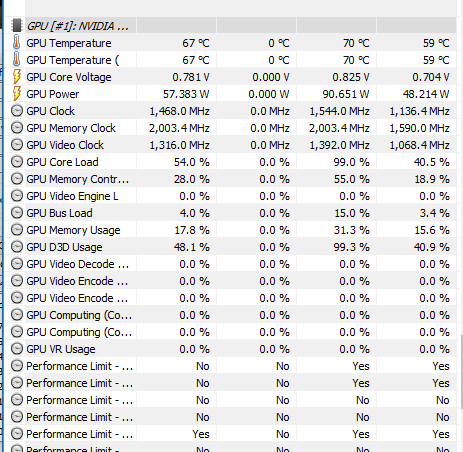 GPU [#1]: NVIDIA ...
GPU Temperature 67 °C 0 °C 70 °C 59 °C
GPU Temperature ( 67 °C 0 °C 70 °C 59 °C
GPU Core Voltage 0.781 V 0.000 V 0.825 V 0.704 V
GPU Power 57.383 W 0.000 W 90.651 W 48.214 W
GPU Clock 1,468.0 MHz 0.0 MHz 1,544.0 MHz 1,136.4 MHz
GPU Memory Clock 2,003.4 MHz 0.0 MHz 2,003.4 MHz 1,590.0 MHz
GPU Video Clock 1,316.0 MHz 0.0 MHz 1,392.0 MHz 1,068.4 MHz
GPU Core Load 54.0 % 0.0 % 99.0 % 40.5 %
GPU Memory Contr... 28.0 % 0.0 % 55.0 % 18.9 %
GPU Video Engine L 0.0 % 0.0 % 0.0 % 0.0 %
GPU Bus Load 4.0 % 0.0 % 15.0 % 3.4 %
GPU Memory Usage 17.8 % 0.0 % 31.3 % 15.6 %
GPU D3D Usage 48.1 % 0.0 % 99.3 % 40.9 %
GPU Video Decode ... 0.0 % 0.0 % 0.0 % 0.0 %
GPU Video Encode ... 0.0 % 0.0 % 0.0 % 0.0 %
GPU Video Encode ... 0.0 % 0.0 % 0.0 % 0.0 %
GPU Computing (Co... 0.0 % 0.0 % 0.0 % 0.0 %
GPU Computing (Co... 0.0 % 0.0 % 0.0 % 0.0 %
GPU VR Usage 0.0 % 0.0 % 0.0 % 0.0 %
Performance Limit - ... No No Yes Yes
Performance Limit - ... No No Yes Yes
Performance Limit - ... No No No No
Performance Limit - ... No No No No
Performance Limit - ... Yes No Yes Yes
Performance Limit - ... No No No No